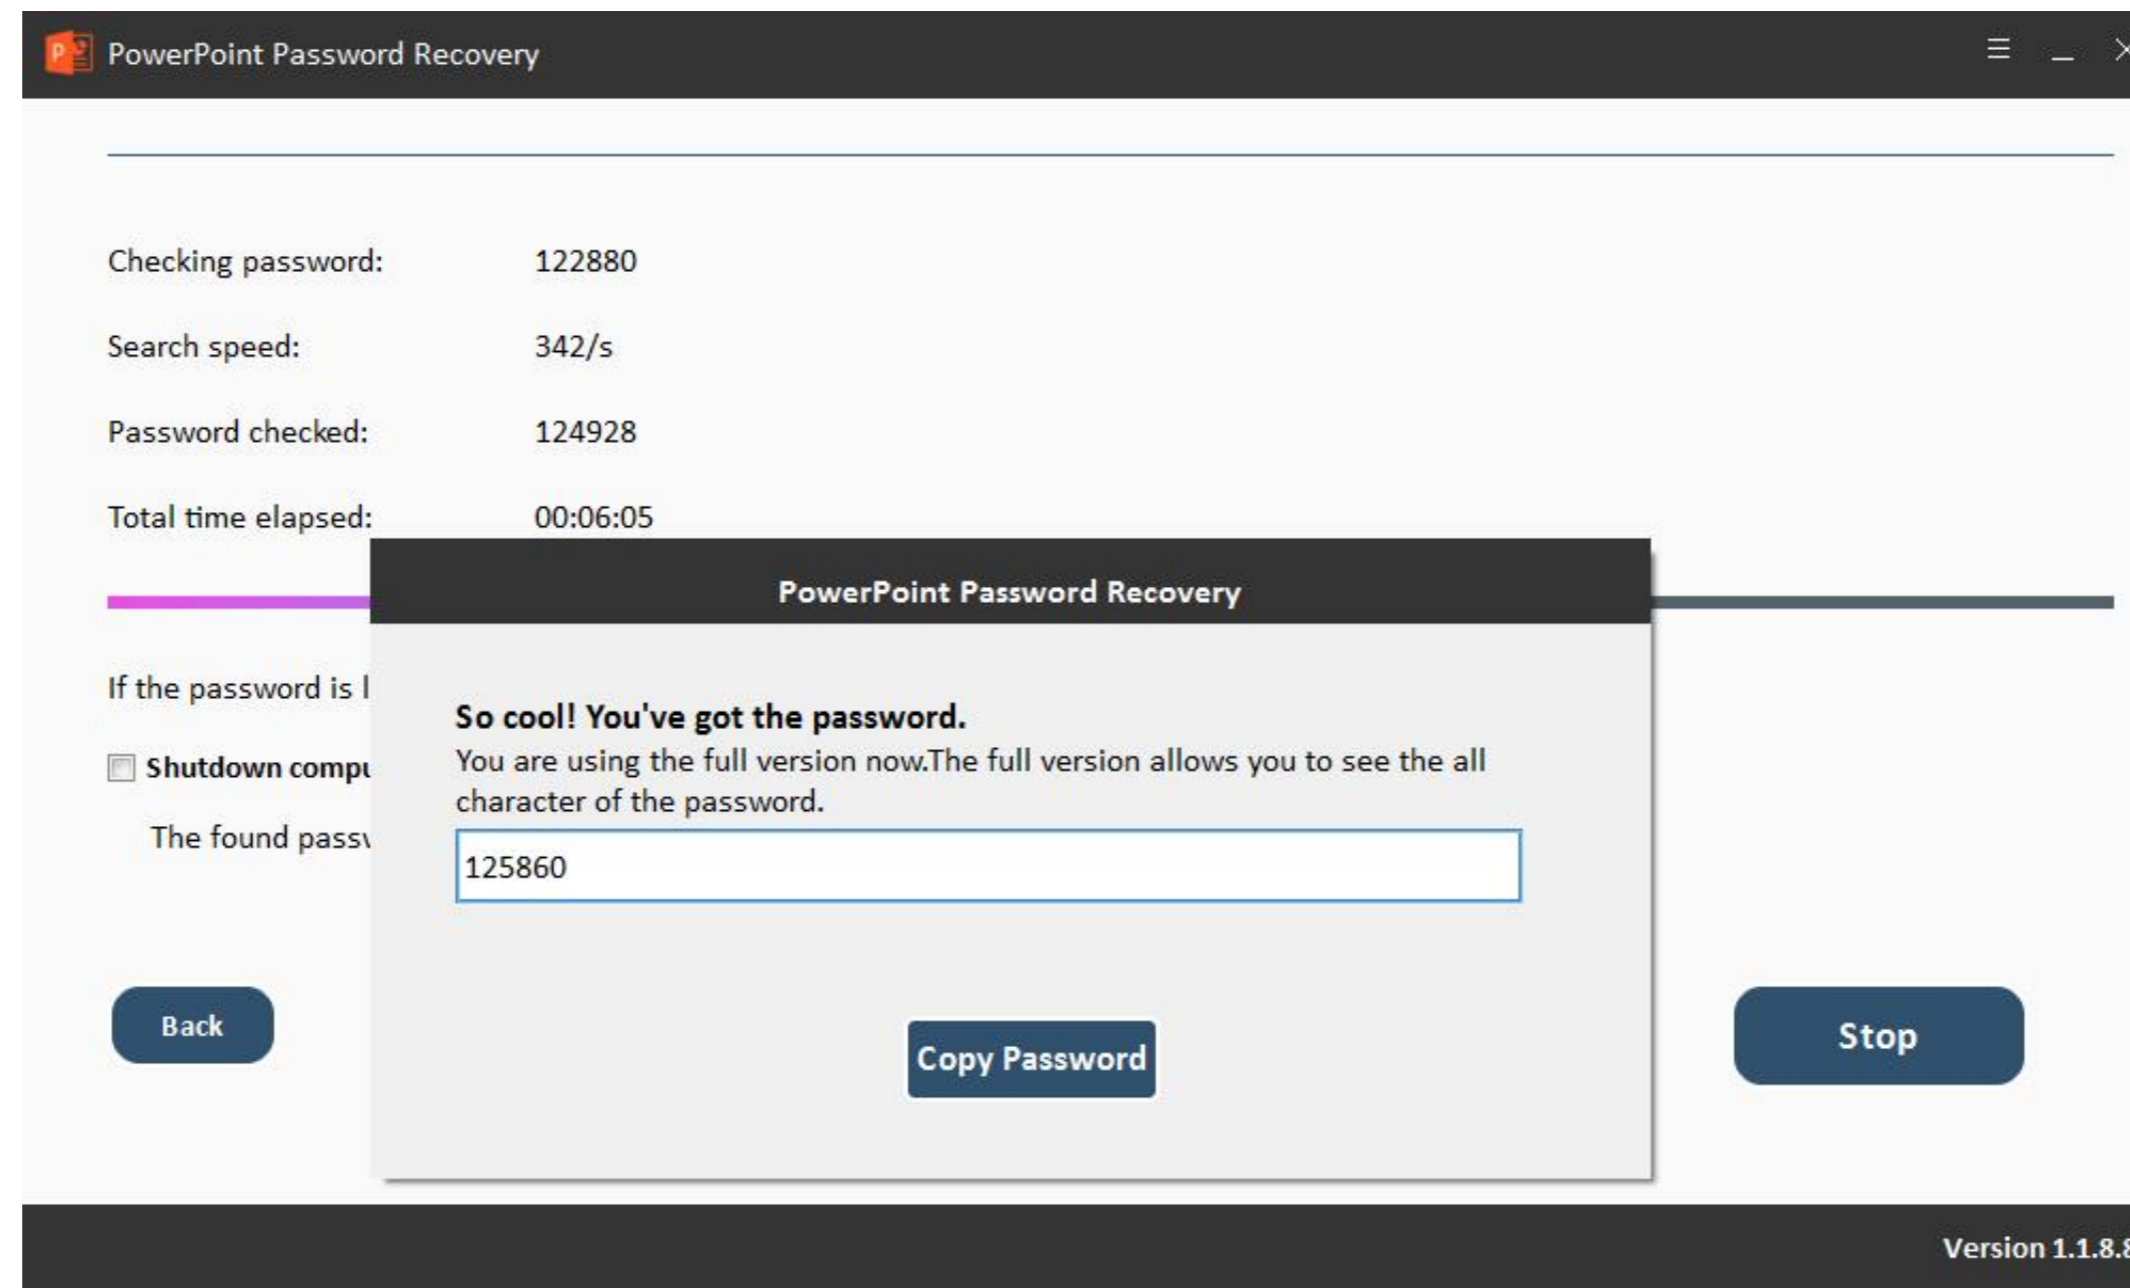 PowerPoint Password Recovery
Checking password: 122880
Search speed: 342/s
Password checked: 124928
Total time elapsed: 00:06:05
PowerPoint Password Recovery
If the password is
So cool! You've got the password.
You are using the full version now.The full version allows you to see the all
character of the password.
Shutdown
The found
125860
Back
Copy Password
Stop
Version 1.1.8.8